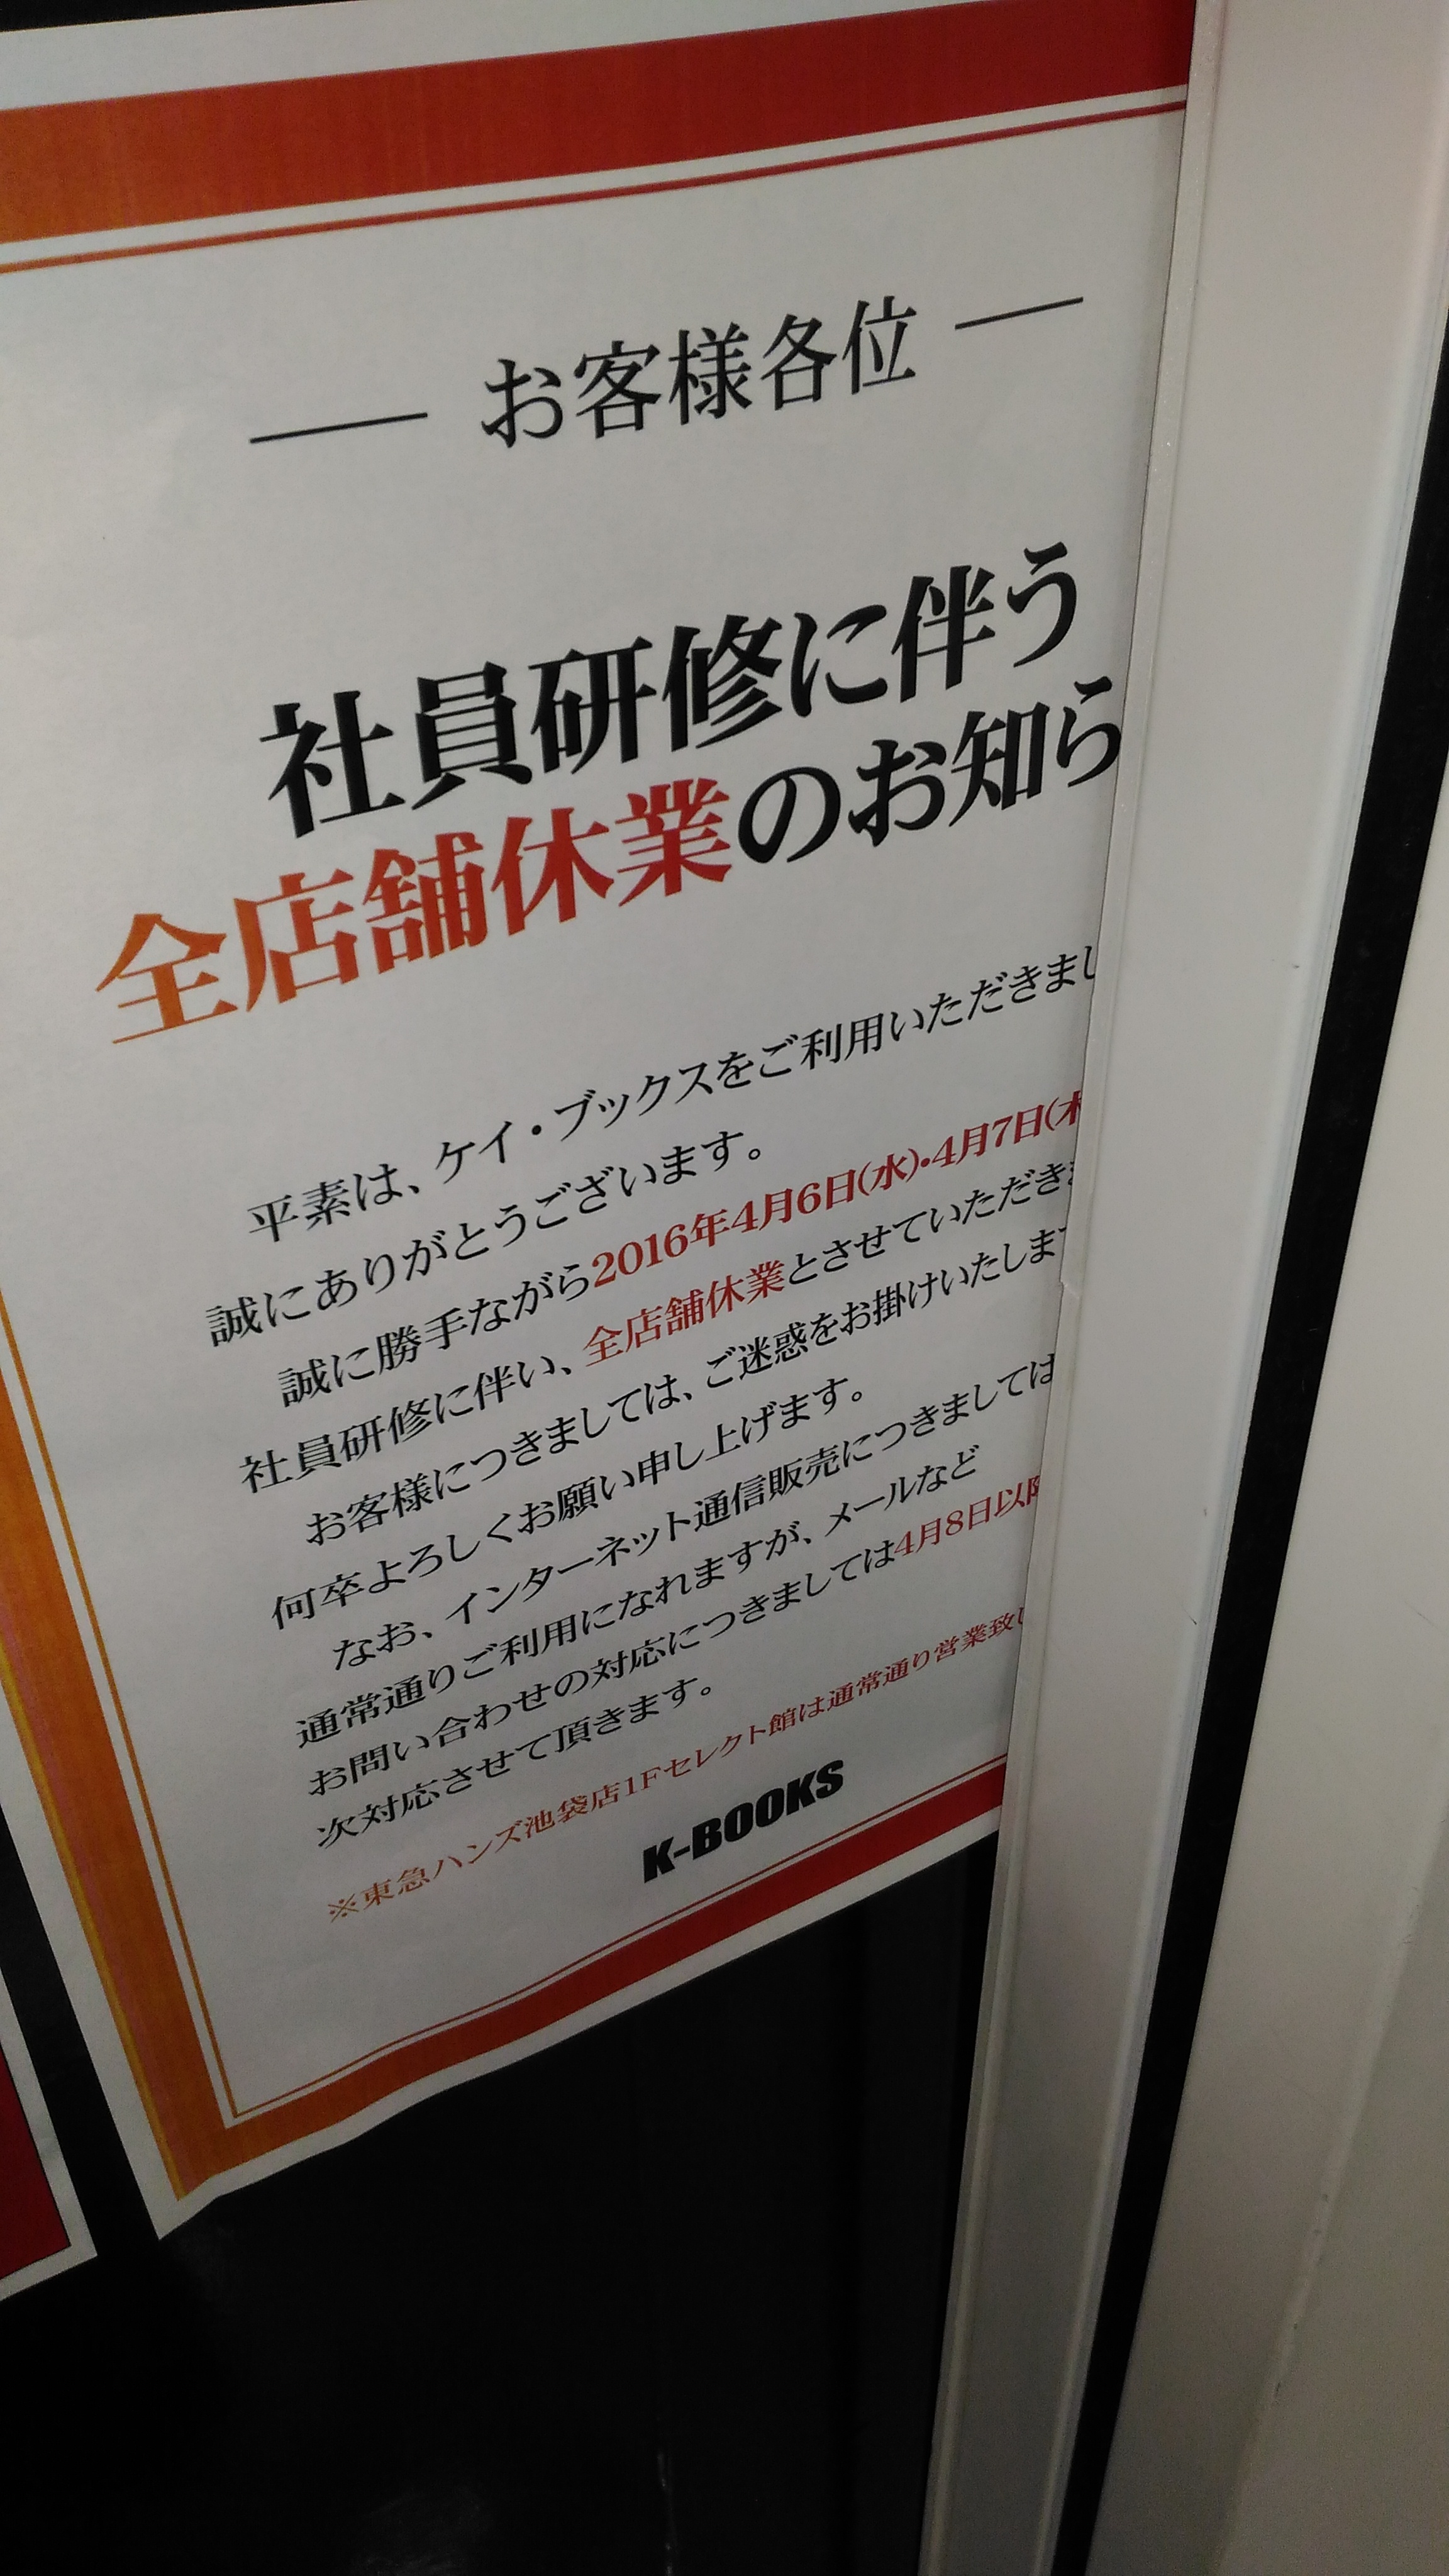 お客様各位
社員研修に伴う
全店舗休業のお知ら
平素は、ケイ・ブックスをご利用いただきまし
誠にありがとうございます。
誠に勝手ながら2016年4月6日(水)・4月7日(木
社員研修に伴い、全店舗休業とさせていただきま
お客様につきましては、ご迷惑をお掛けいたします
何卒よろしくお願い申し上げます。
なお、インターネット通信販売につきましては
通常通りご利用になれますが、メールなど
お問い合わせの対応につきましては4月8日以降
次対応させて頂きます。
※東急ハンズ池袋店1Fセレクト館は通常通り営業致し
K-BOOKS